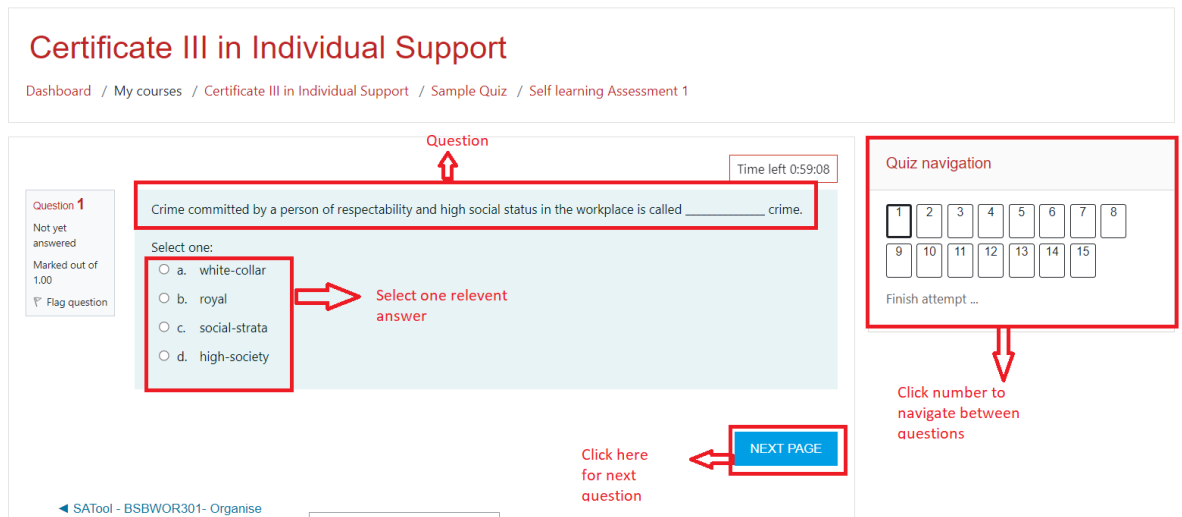 Certificate III in Individual Support
Dashboard / My courses / Certificate III in Individual Support / Sample Quiz / Self learning Assessment 1
Question
Time left 0:59:08
Question 1
Not yet
answered
Marked out of
1.00
Flag question
Crime committed by a person of respectability and high social status in the workplace is called ______________ crime.
Select one:
a. white-collar
b. royal
c. social-strata
d. high-society
Select one relevent
answer
Quiz navigation
1 2 3 4 5 6 7 8
9 10 11 12 13 14 15
Finish attempt ...
Click number to
navigate between
questions
Click here
for next
question
NEXT PAGE
◄ SATool - BSBWOR301- Organise